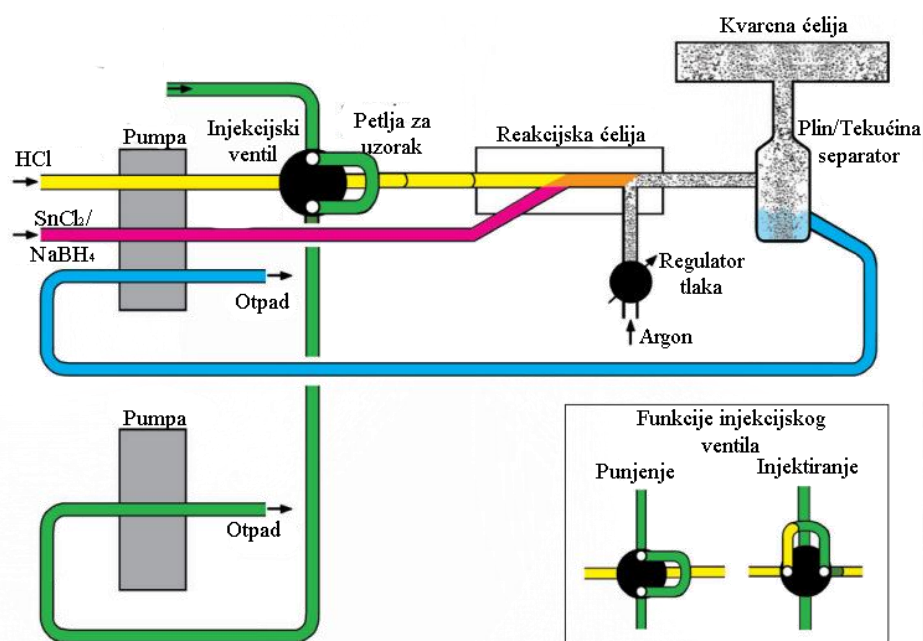 Kvarcna ćelija
Pumpa
Injekcijski
ventil
Petlja za
uzorak
Reakcijska ćelija
Plin/Tekućina
separator
HCl
SnCl₂/
NaBH₄
Otpad
Regulator
tlaka
Argon
Pumpa
Otpad
Funkcije injekcijskog
ventila
Punjenje
Injektiranje